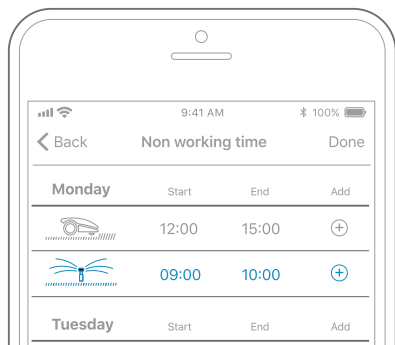 9:41 AM 100%
Back Non working time Done
Monday Start End Add
12:00 15:00
09:00 10:00
Tuesday Start End Add